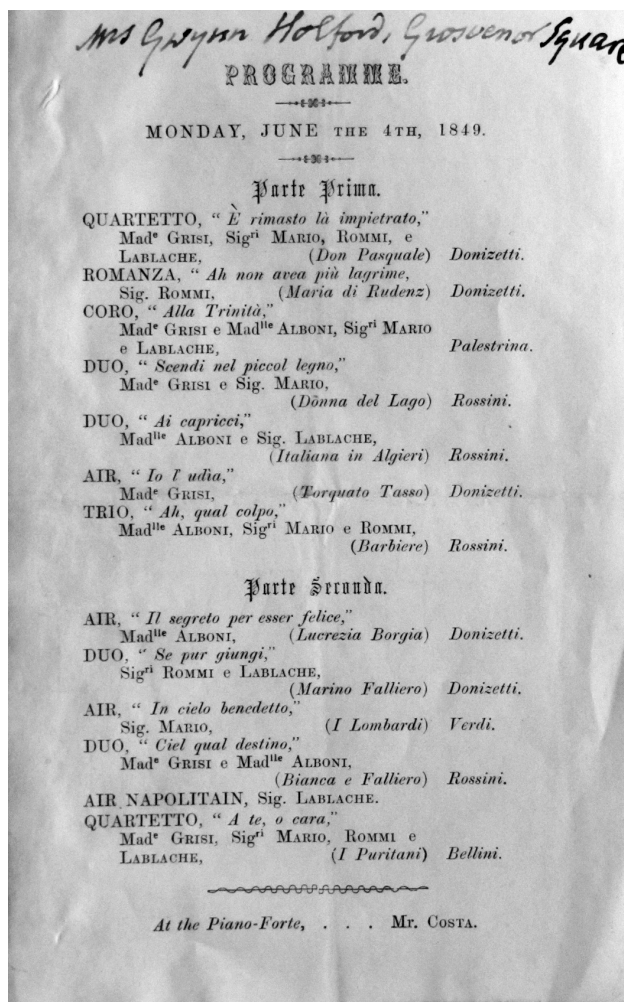 Mrs Gwynn Holford, Grosvenor Square
PROGRAMME.
MONDAY, JUNE THE 4TH, 1849.
Parte Prima.
QUARTETTO, "È rimasto là impietrato,"
Madᵉ GRISI, Sigʳⁱ MARIO, ROMMI, e
LABLACHE, (Don Pasquale) Donizetti.
ROMANZA, "Ah non avea più lagrime,
Sig. ROMMI, (Maria di Rudenz) Donizetti.
CORO, "Alla Trinità,"
Madᵉ GRISI e Madˡˡᵉ ALBONI, Sigʳⁱ MARIO
e LABLACHE, Palestrina.
DUO, "Scendi nel piccol legno,"
Madᵉ GRISI e Sig. MARIO,
(Dònna del Lago) Rossini.
DUO, "Ai capricci,"
Madˡˡᵉ ALBONI e Sig. LABLACHE,
(Italiana in Algieri) Rossini.
AIR, "Io l' udia,"
Madᵉ GRISI, (Torquato Tasso) Donizetti.
TRIO, "Ah, qual colpo,"
Madˡˡᵉ ALBONI, Sigʳⁱ MARIO e ROMMI,
(Barbiere) Rossini.
Parte Seconda.
AIR, "Il segreto per esser felice,"
Madˡˡᵉ ALBONI, (Lucrezia Borgia) Donizetti.
DUO, "Se pur giungi,"
Sigʳⁱ ROMMI e LABLACHE,
(Marino Falliero) Donizetti.
AIR, "In cielo benedetto,"
Sig. MARIO, (I Lombardi) Verdi.
DUO, "Ciel qual destino,"
Madᵉ GRISI e Madˡˡᵉ ALBONI,
(Bianca e Falliero) Rossini.
AIR NAPOLITAIN, Sig. LABLACHE.
QUARTETTO, "A te, o cara,"
Madᵉ GRISI, Sigʳⁱ MARIO, ROMMI e
LABLACHE, (I Puritani) Bellini.
At the Piano-Forte, . . . Mr. COSTA.